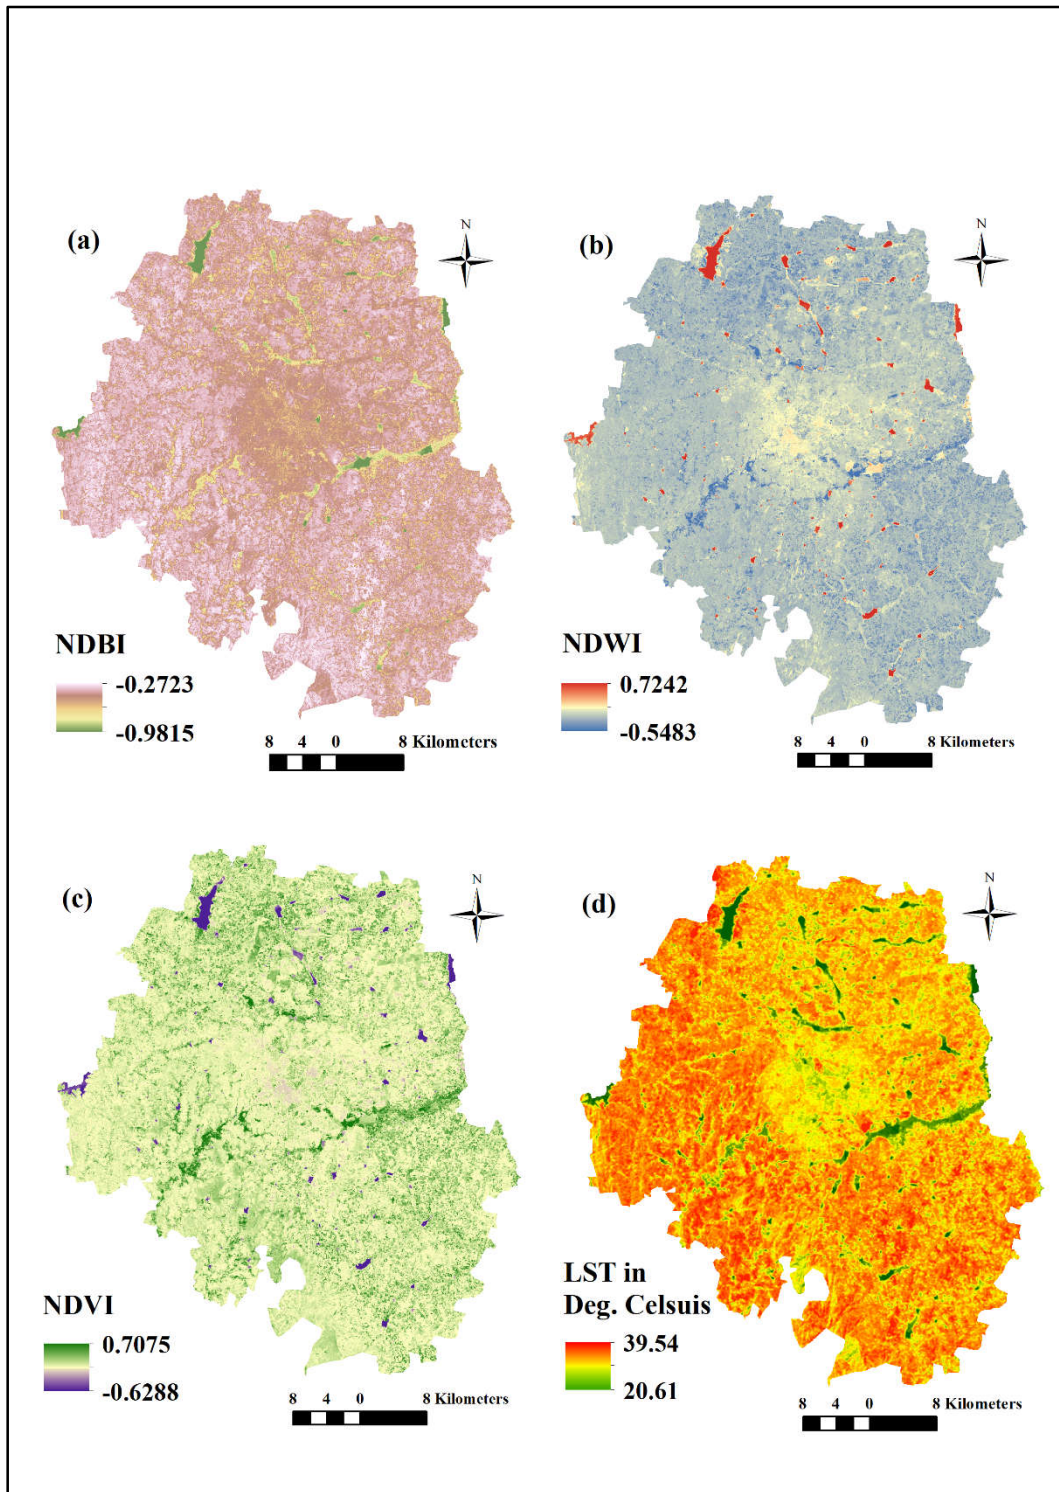 (a)
N
NDBI
-0.2723
-0.9815
8 4 0 8 Kilometers
(b)
N
NDWI
0.7242
-0.5483
8 4 0 8 Kilometers
(c)
N
NDVI
0.7075
-0.6288
8 4 0 8 Kilometers
(d)
N
LST in
Deg. Celsuis
39.54
20.61
8 4 0 8 Kilometers